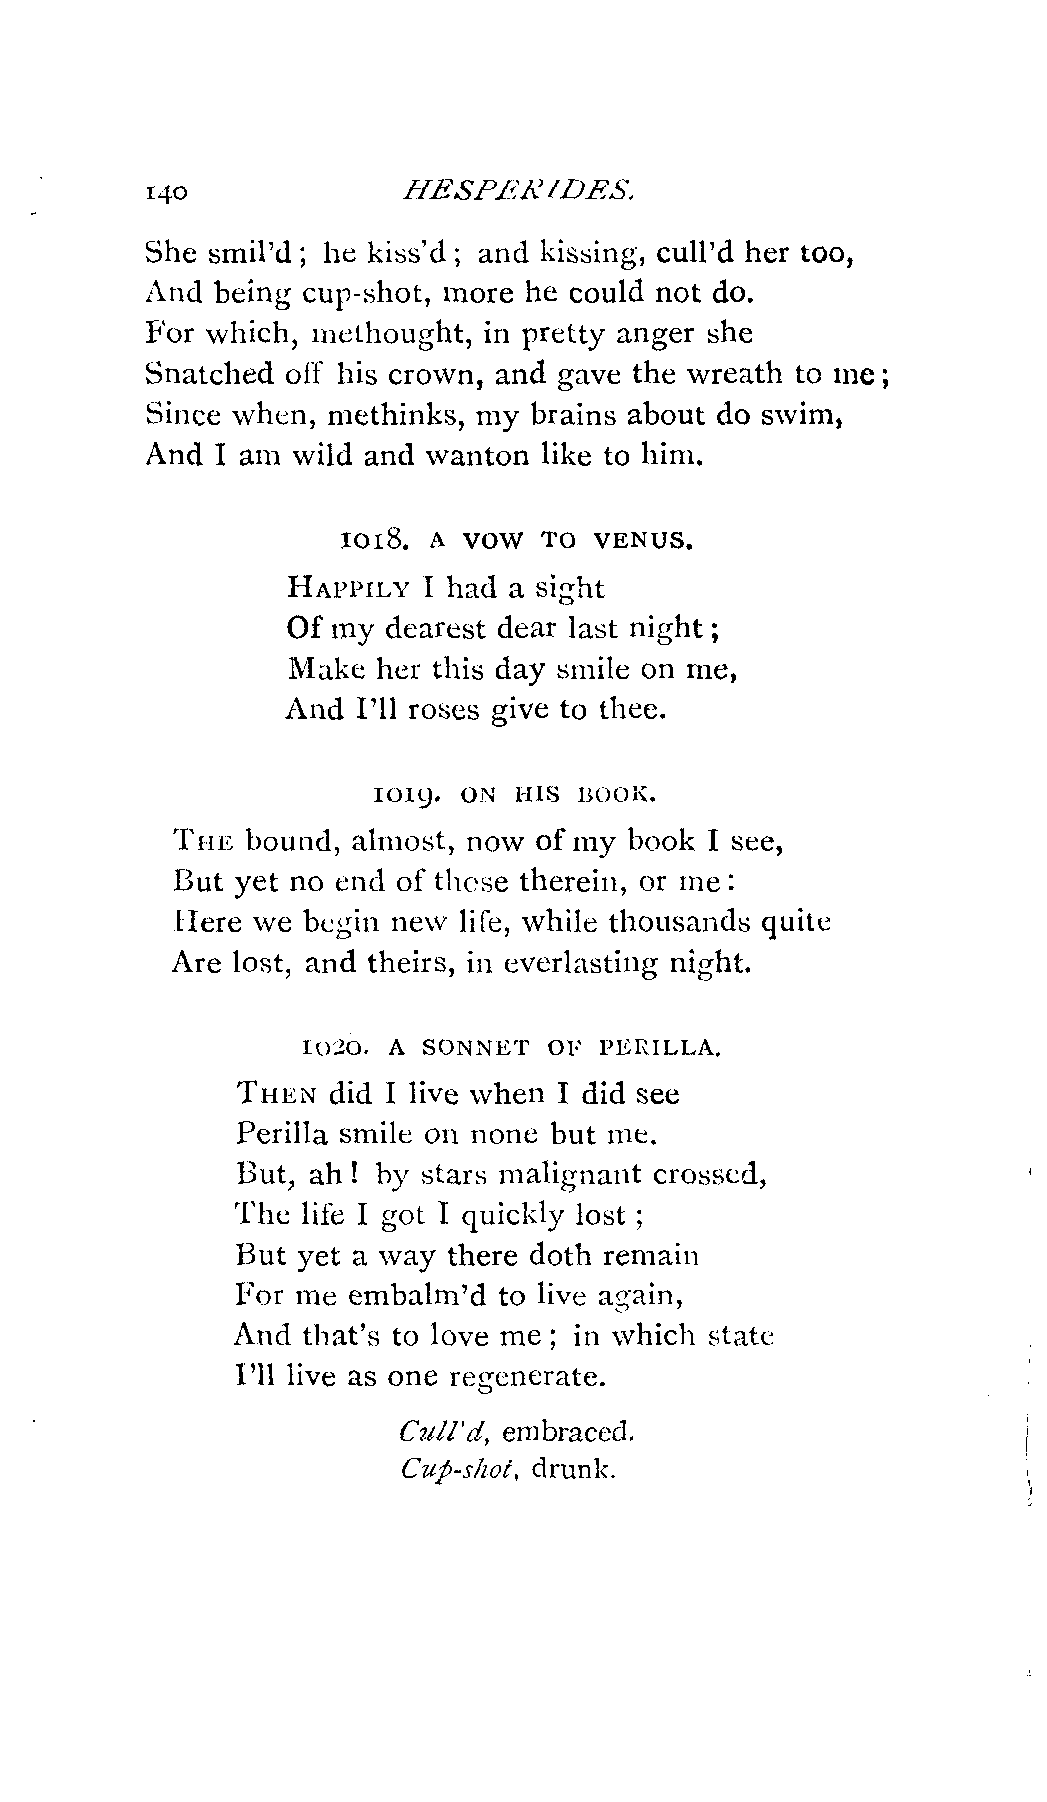 140 HESPERIDES.
She smil'd; he kiss'd; and kissing, cull'd her too,
And being cup-shot, more he could not do.
For which, methought, in pretty anger she
Snatched off his crown, and gave the wreath to me;
Since when, methinks, my brains about do swim,
And I am wild and wanton like to him.
1018. A VOW TO VENUS.
HAPPILY I had a sight
Of my dearest dear last night;
Make her this day smile on me,
And I'll roses give to thee.
1019. ON HIS BOOK.
THE bound, almost, now of my book I see,
But yet no end of those therein, or me:
Here we begin new life, while thousands quite
Are lost, and theirs, in everlasting night.
1020. A SONNET OF PERILLA.
THEN did I live when I did see
Perilla smile on none but me.
But, ah! by stars malignant crossed,
The life I got I quickly lost;
But yet a way there doth remain
For me embalm'd to live again,
And that's to love me; in which state
I'll live as one regenerate.
Cull'd, embraced.
Cup-shot, drunk.